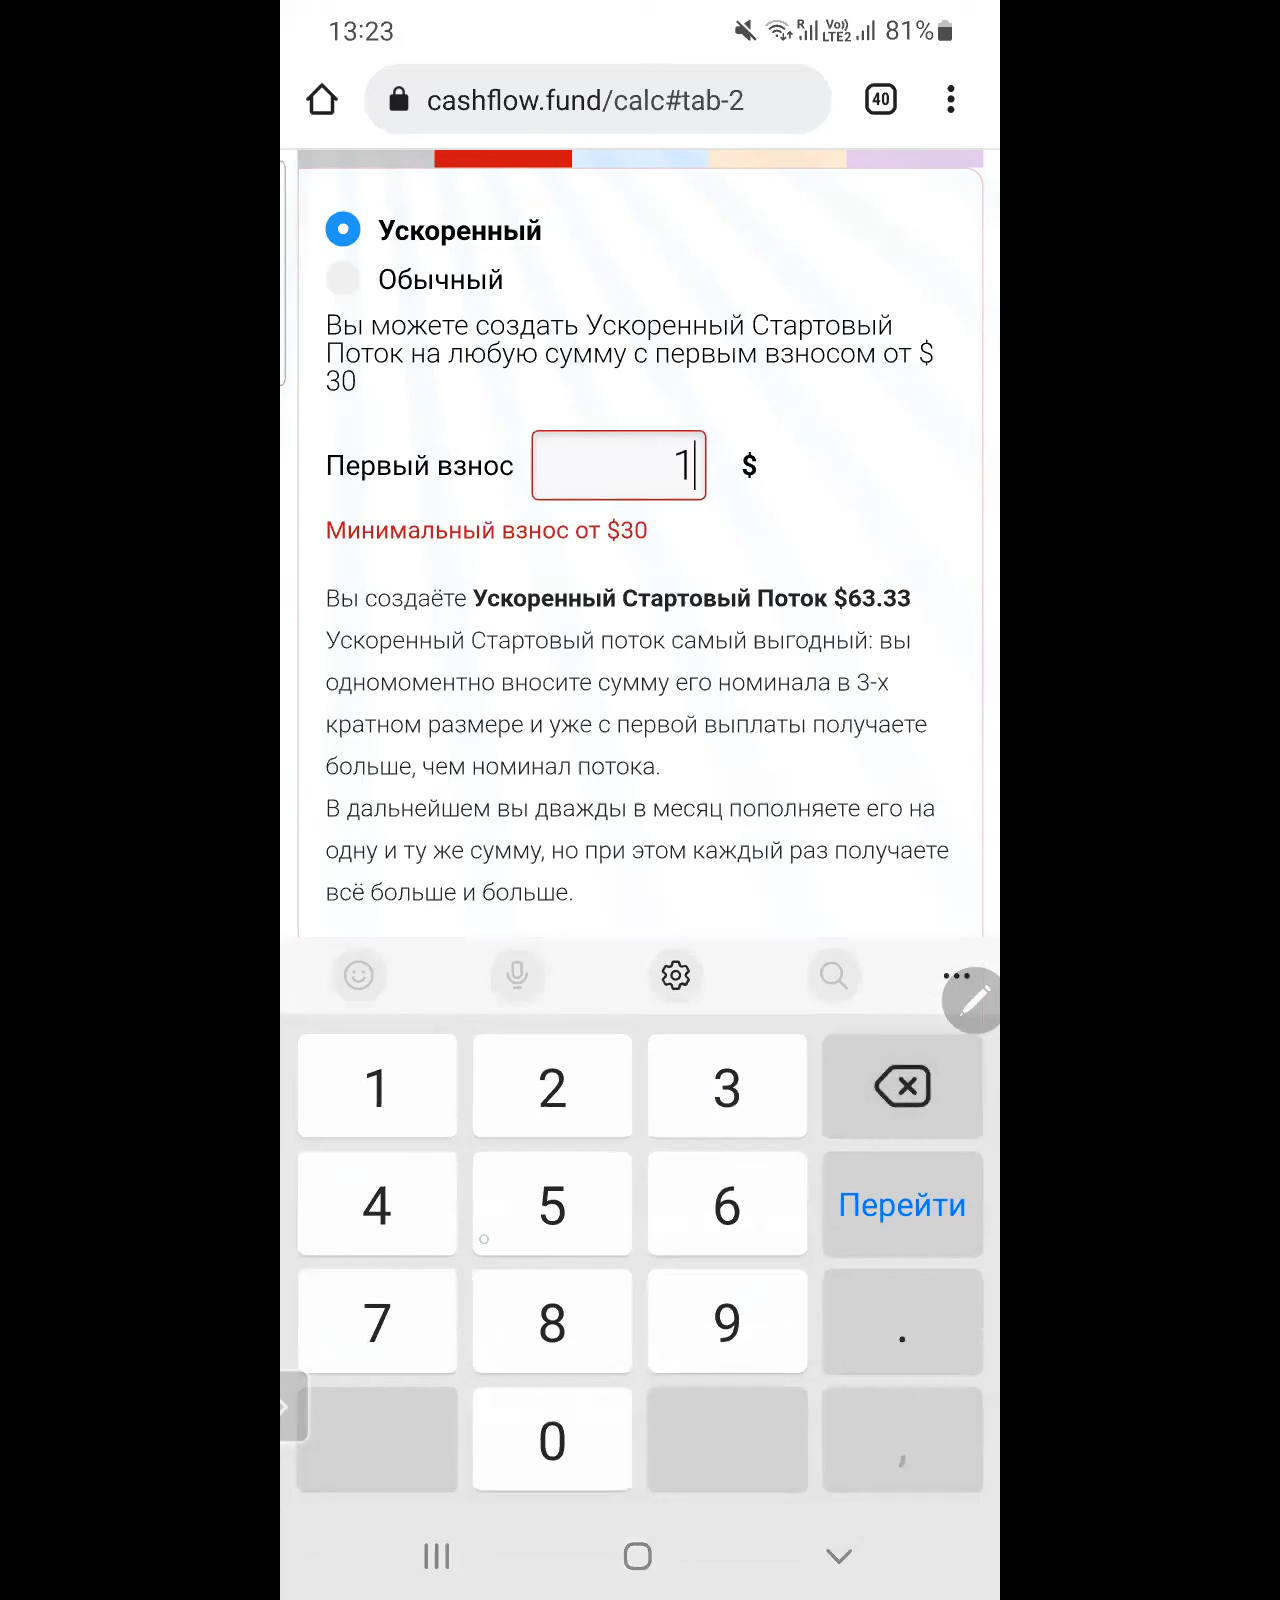 13:23
R Vo)) LTE2 81%
cashflow.fund/calc#tab-2
40
Ускоренный
Обычный
Вы можете создать Ускоренный Стартовый
Поток на любую сумму с первым взносом от $
30
Первый взнос 1 $
Минимальный взнос от $30
Вы создаёте Ускоренный Стартовый Поток $63.33
Ускоренный Стартовый поток самый выгодный: вы
одномоментно вносите сумму его номинала в 3-х
кратном размере и уже с первой выплаты получаете
больше, чем номинал потока.
В дальнейшем вы дважды в месяц пополняете его на
одну и ту же сумму, но при этом каждый раз получаете
всё больше и больше.
1 2 3
4 5 6 Перейти
7 8 9 .
0 ,